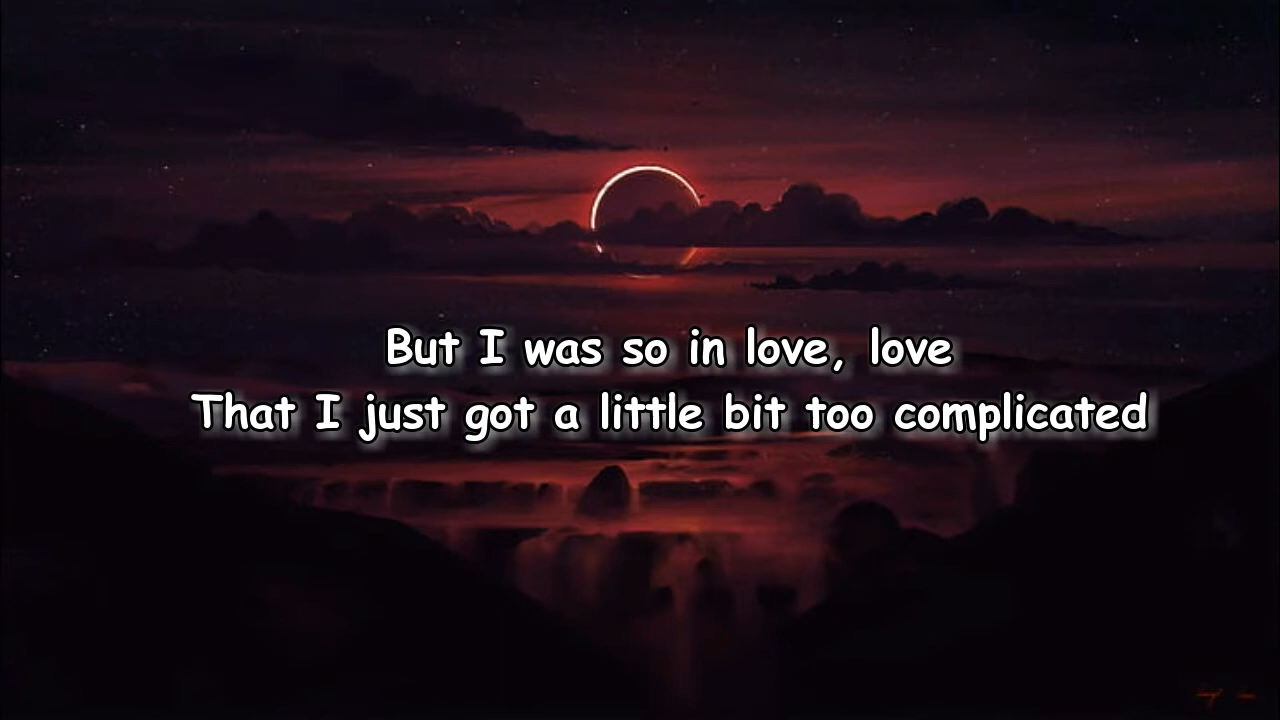 But I was so in love, love
That I just got a little bit too complicated